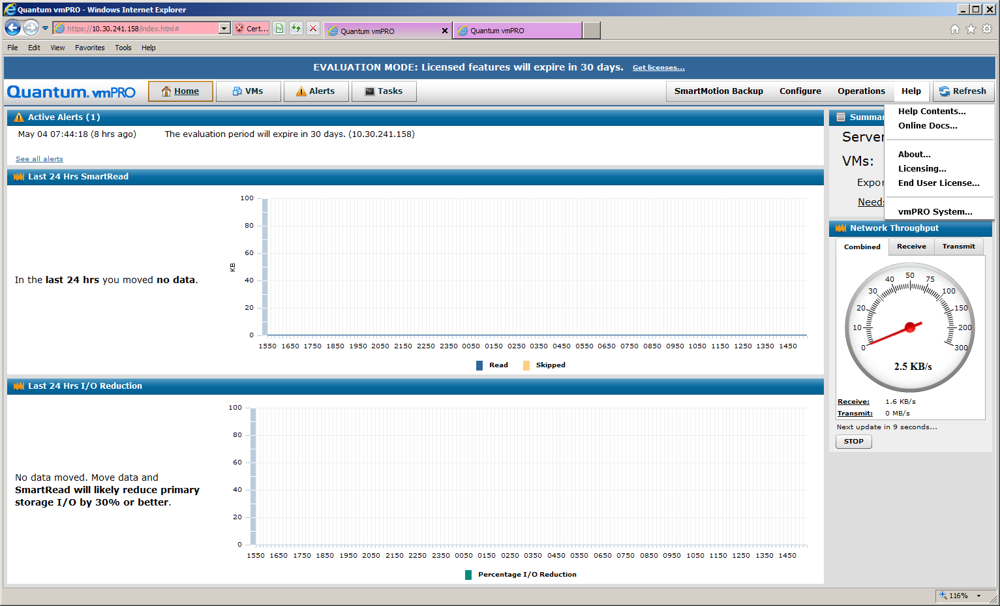 Quantum vmPRO - Windows Internet Explorer
https://10.30.241.158/index.html#
Cert...
Quantum vmPRO
Quantum vmPRO
File Edit View Favorites Tools Help
EVALUATION MODE: Licensed features will expire in 30 days. Get licenses...
Quantum. vmPRO
Home
VMs
Alerts
Tasks
SmartMotion Backup Configure Operations Help
Refresh
Active Alerts (1)
May 04 07:44:18 (8 hrs ago) The evaluation period will expire in 30 days. (10.30.241.158)
See all alerts
Help Contents...
Online Docs...
About...
Licensing...
End User License...
vmPRO System...
Summar
Server
VMs:
Expor
Needs
Last 24 Hrs SmartRead
In the last 24 hrs you moved no data.
KB
100
80
60
40
20
0
1550 1650 1750 1850 1950 2050 2150 2250 2350 0050 0150 0250 0350 0450 0550 0650 0750 0850 0950 1050 1150 1250 1350 1450
Read Skipped
Network Throughput
Combined Receive Transmit
0 10 20 30 40 50 75 100 150 200 300
2.5 KB/s
Receive: 1.6 KB/s
Transmit: 0 MB/s
Next update in 9 seconds...
STOP
Last 24 Hrs I/O Reduction
No data moved. Move data and
SmartRead will likely reduce primary
storage I/O by 30% or better.
100
80
60
40
20
0
1550 1650 1750 1850 1950 2050 2150 2250 2350 0050 0150 0250 0350 0450 0550 0650 0750 0850 0950 1050 1150 1250 1350 1450
Percentage I/O Reduction
116%